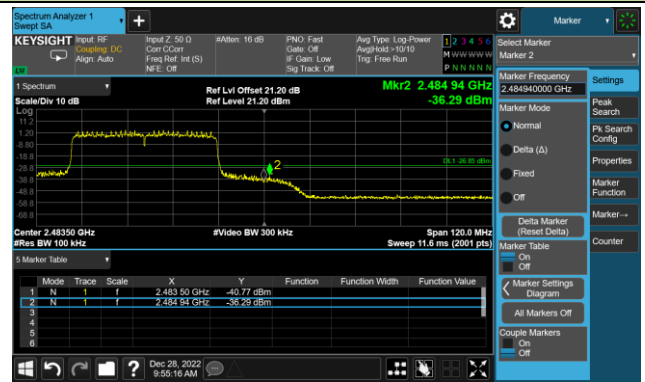 Spectrum Analyzer 1
Swept SA
Marker
KEYSIGHT
Input: RF
Coupling: DC
Align: Auto
Input Z: 50 Ω
Corr CCorr
Freq Ref: Int (S)
NFE: Off
#Atten: 16 dB
PNO: Fast
Gate: Off
IF Gain: Low
Sig Track: Off
Avg Type: Log-Power
Avg|Hold:>10/10
Trig: Free Run
1 2 3 4 5 6
M W W W W W
P N N N N N
LW
Select Marker
Marker 2
1 Spectrum
Scale/Div 10 dB
Ref Lvl Offset 21.20 dB
Ref Level 21.20 dBm
Mkr2 2.484 94 GHz
-36.29 dBm
Log
11.2
1.20
-8.80
-18.8
-28.8
-38.8
-48.8
-58.8
-68.8
2
DL1 -26.85 dBm
Center 2.48350 GHz
#Res BW 100 kHz
#Video BW 300 kHz
Span 120.0 MHz
Sweep 11.6 ms (2001 pts)
5 Marker Table
Mode Trace Scale X Y Function Function Width Function Value
1 N 1 f 2.483 50 GHz -40.77 dBm
2 N 1 f 2.484 94 GHz -36.29 dBm
3
4
5
6
Marker Frequency
2.484940000 GHz
Marker Mode
Normal
Delta (Δ)
Fixed
Off
Delta Marker
(Reset Delta)
Marker Table
On
Off
Marker Settings
Diagram
All Markers Off
Couple Markers
On
Off
Settings
Peak
Search
Pk Search
Config
Properties
Marker
Function
Marker→
Counter
?
Dec 28, 2022
9:55:16 AM